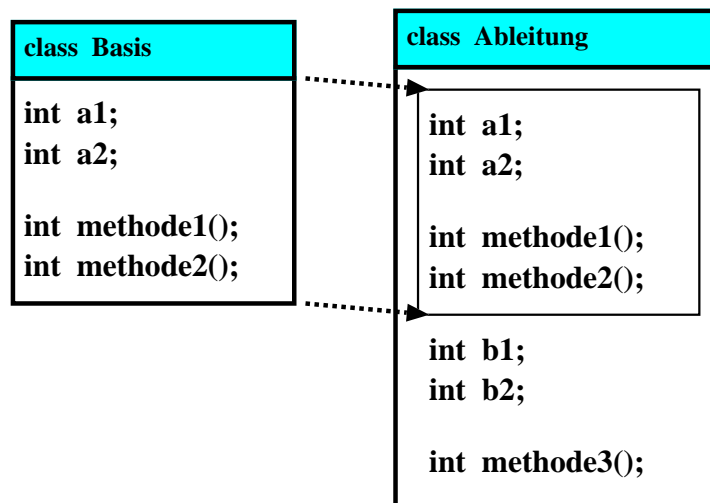 class Basis
int a1;
int a2;
int methode1();
int methode2();
class Ableitung
int a1;
int a2;
int methode1();
int methode2();
int b1;
int b2;
int methode3();